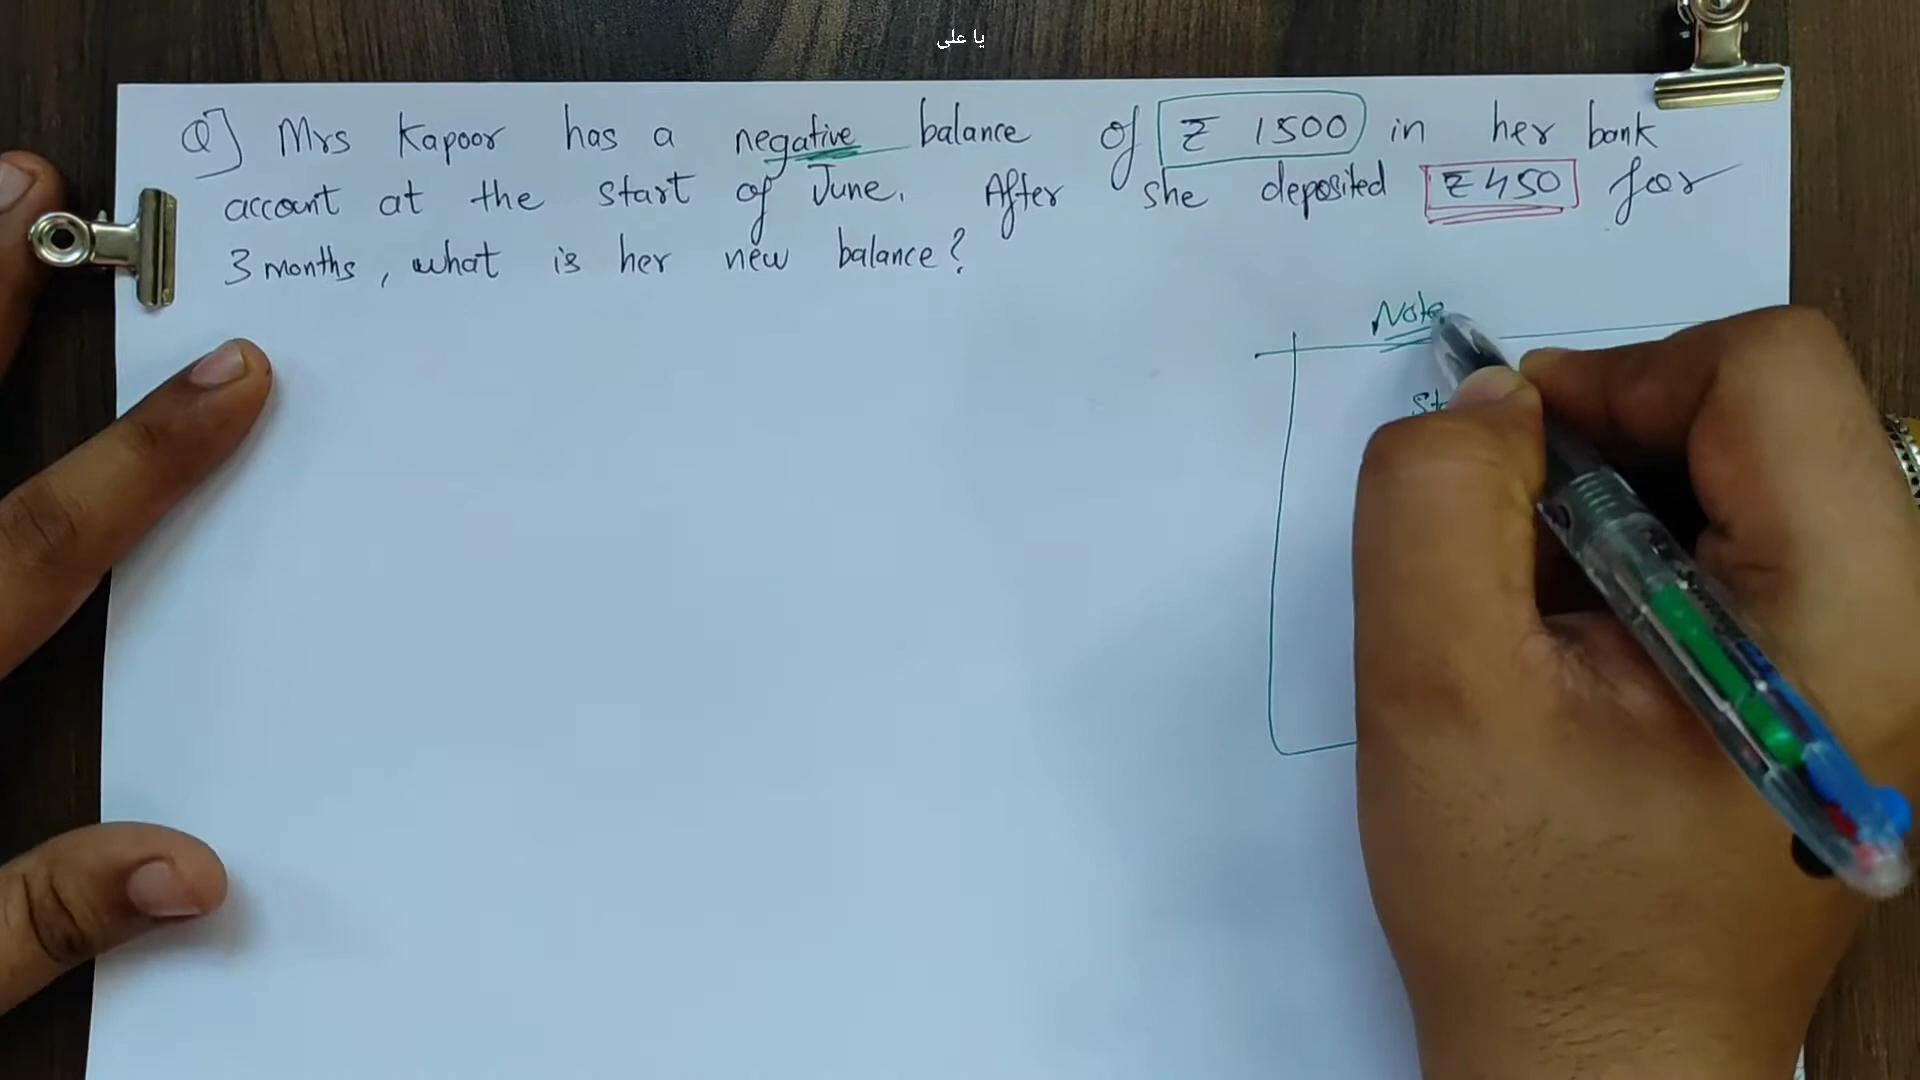 يا على
Q] Mrs Kapoor has a negative balance of ₹ 1500 in her bank
account at the start of June. After she deposited ₹450 for
3 months, what is her new balance?
Note